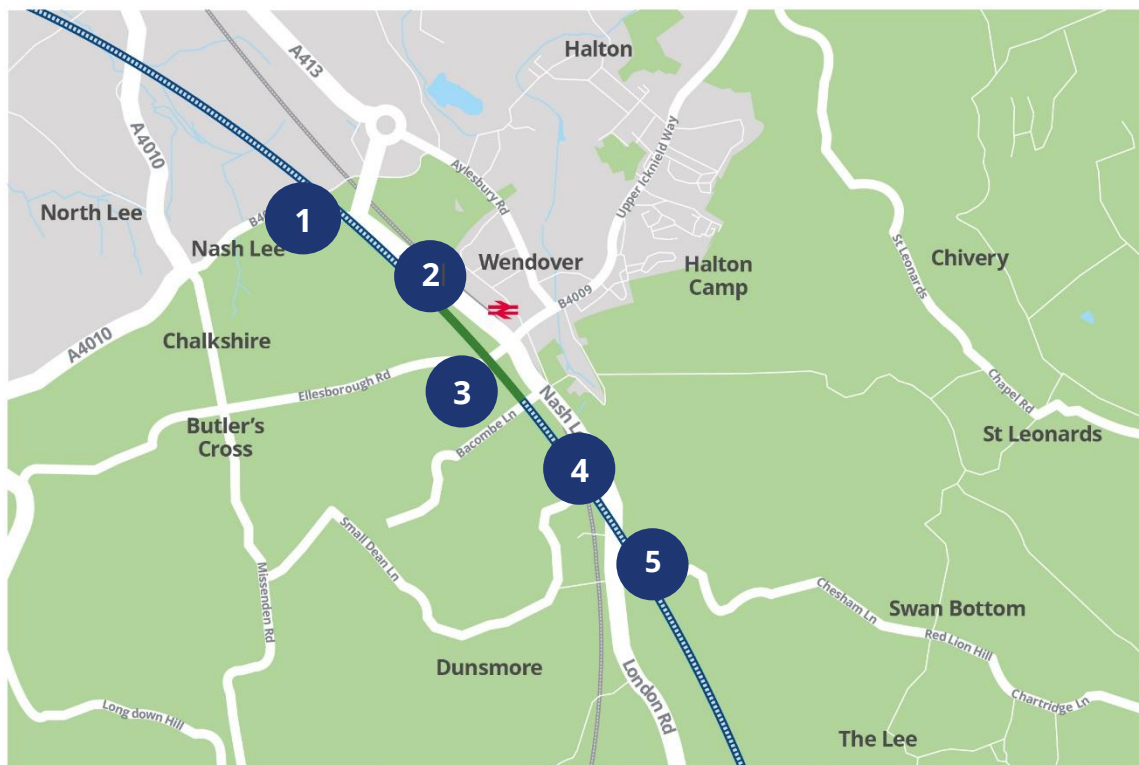 Halton
A413
A4010
Aylesbury Rd
Upper Icknield Way
North Lee
1
Nash Lee
St Leonards
2
Wendover
Halton
Camp
Chivery
B4009
A4010
Chalkshire
Ellesborough Rd
3
Nash
Chapel Rd
Butler's
Cross
Bacombe Ln
St Leonards
4
Small Dean Ln
5
Missenden Rd
Chesham Ln
Swan Bottom
Red Lion Hill
Dunsmore
London Rd
Chartridge Ln
Longdown Hill
The Lee